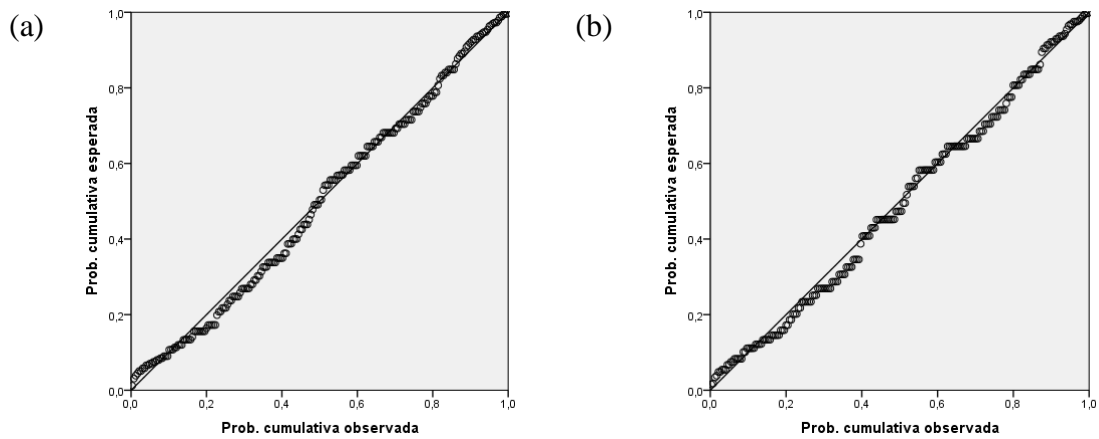 (a)
Prob. cumulativa esperada
1,0
0,8
0,6
0,4
0,2
0,0
0,0 0,2 0,4 0,6 0,8 1,0
Prob. cumulativa observada
(b)
Prob. cumulativa esperada
1,0
0,8
0,6
0,4
0,2
0,0
0,0 0,2 0,4 0,6 0,8 1,0
Prob. cumulativa observada